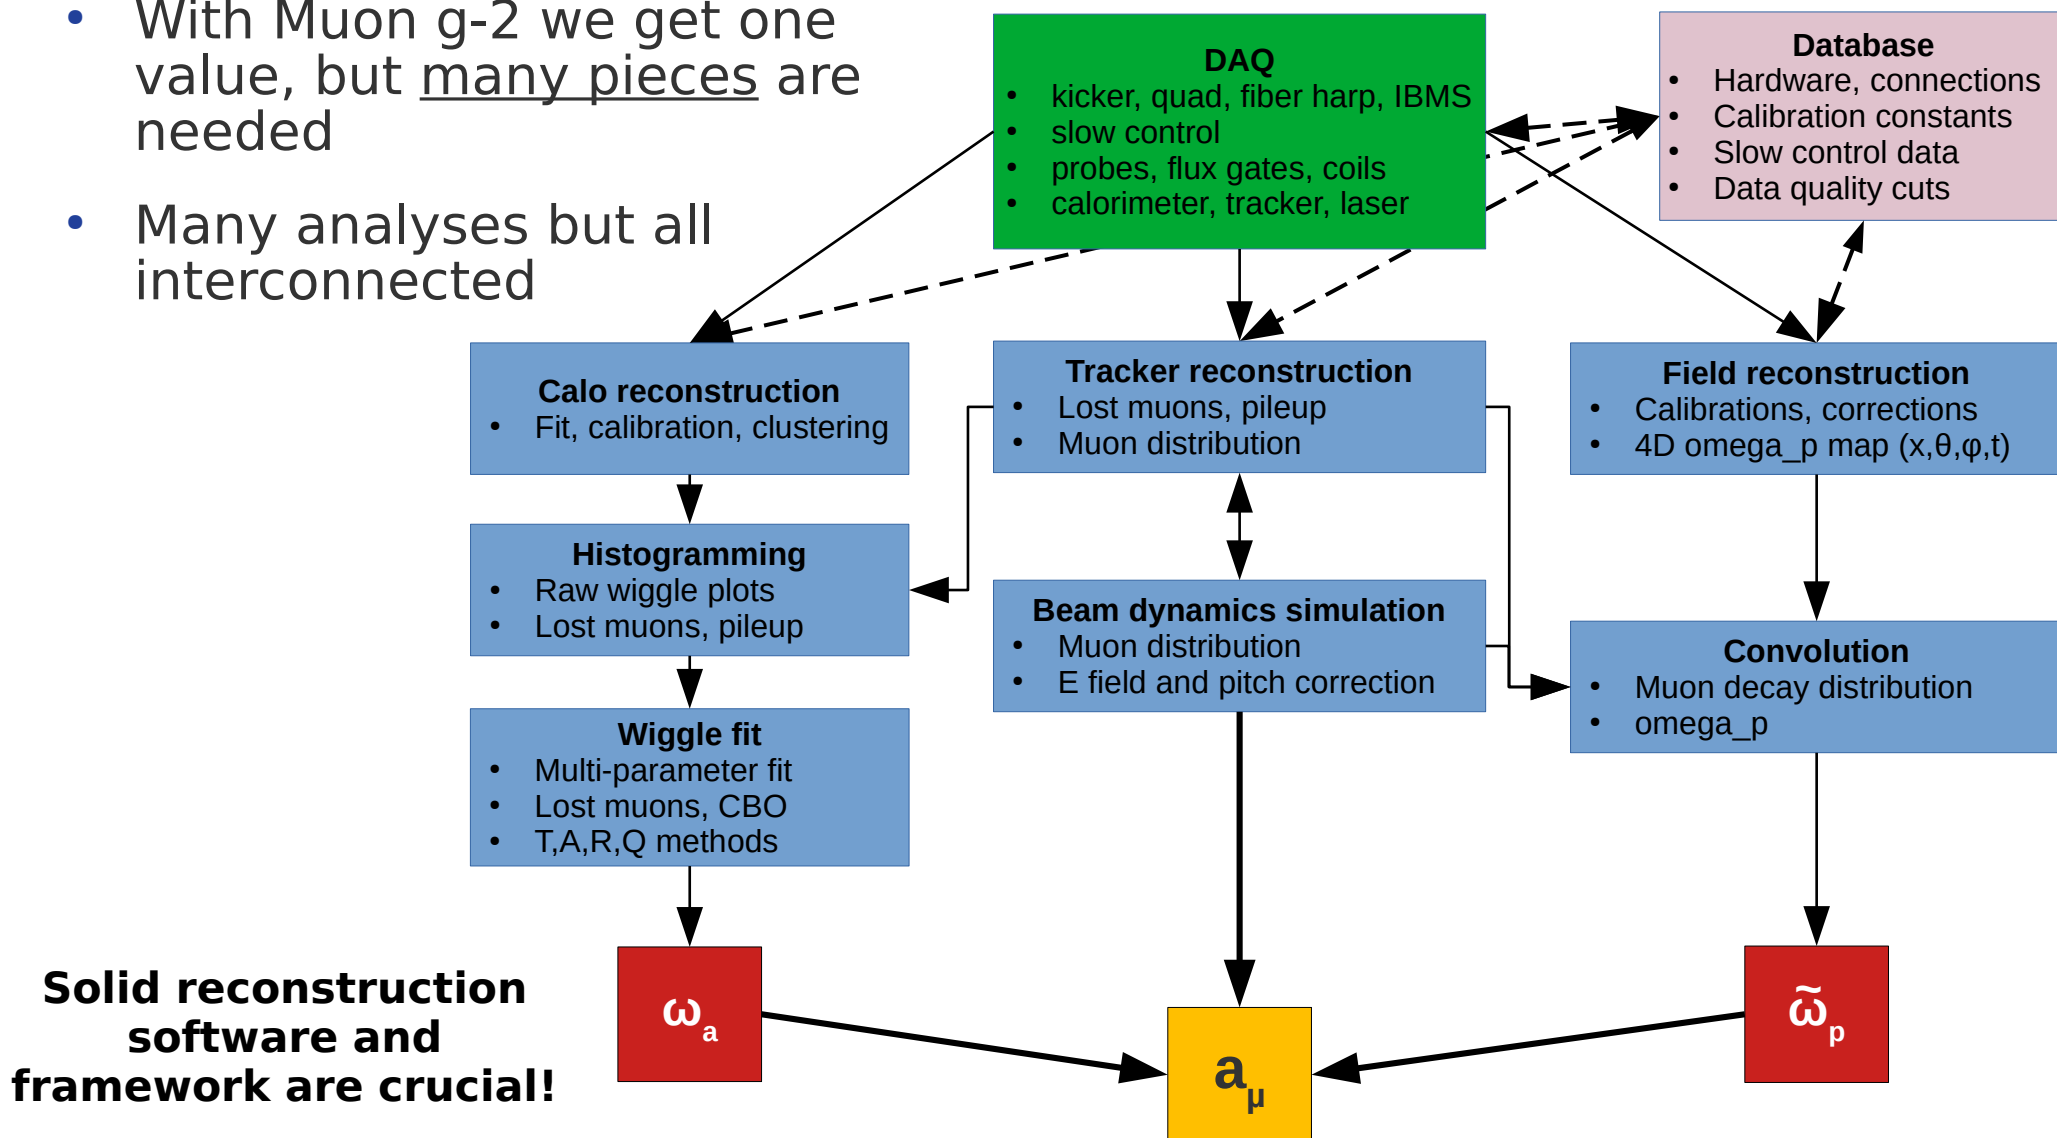 • With Muon g-2 we get one
value, but many pieces are
needed
• Many analyses but all
interconnected
DAQ
• kicker, quad, fiber harp, IBMS
• slow control
• probes, flux gates, coils
• calorimeter, tracker, laser
Database
• Hardware, connections
• Calibration constants
• Slow control data
• Data quality cuts
Calo reconstruction
• Fit, calibration, clustering
Tracker reconstruction
• Lost muons, pileup
• Muon distribution
Field reconstruction
• Calibrations, corrections
• 4D omega_p map (x,θ,φ,t)
Histogramming
• Raw wiggle plots
• Lost muons, pileup
Beam dynamics simulation
• Muon distribution
• E field and pitch correction
Convolution
• Muon decay distribution
• omega_p
Wiggle fit
• Multi-parameter fit
• Lost muons, CBO
• T,A,R,Q methods
Solid reconstruction
software and
framework are crucial!
ωa
aμ
ω̃p